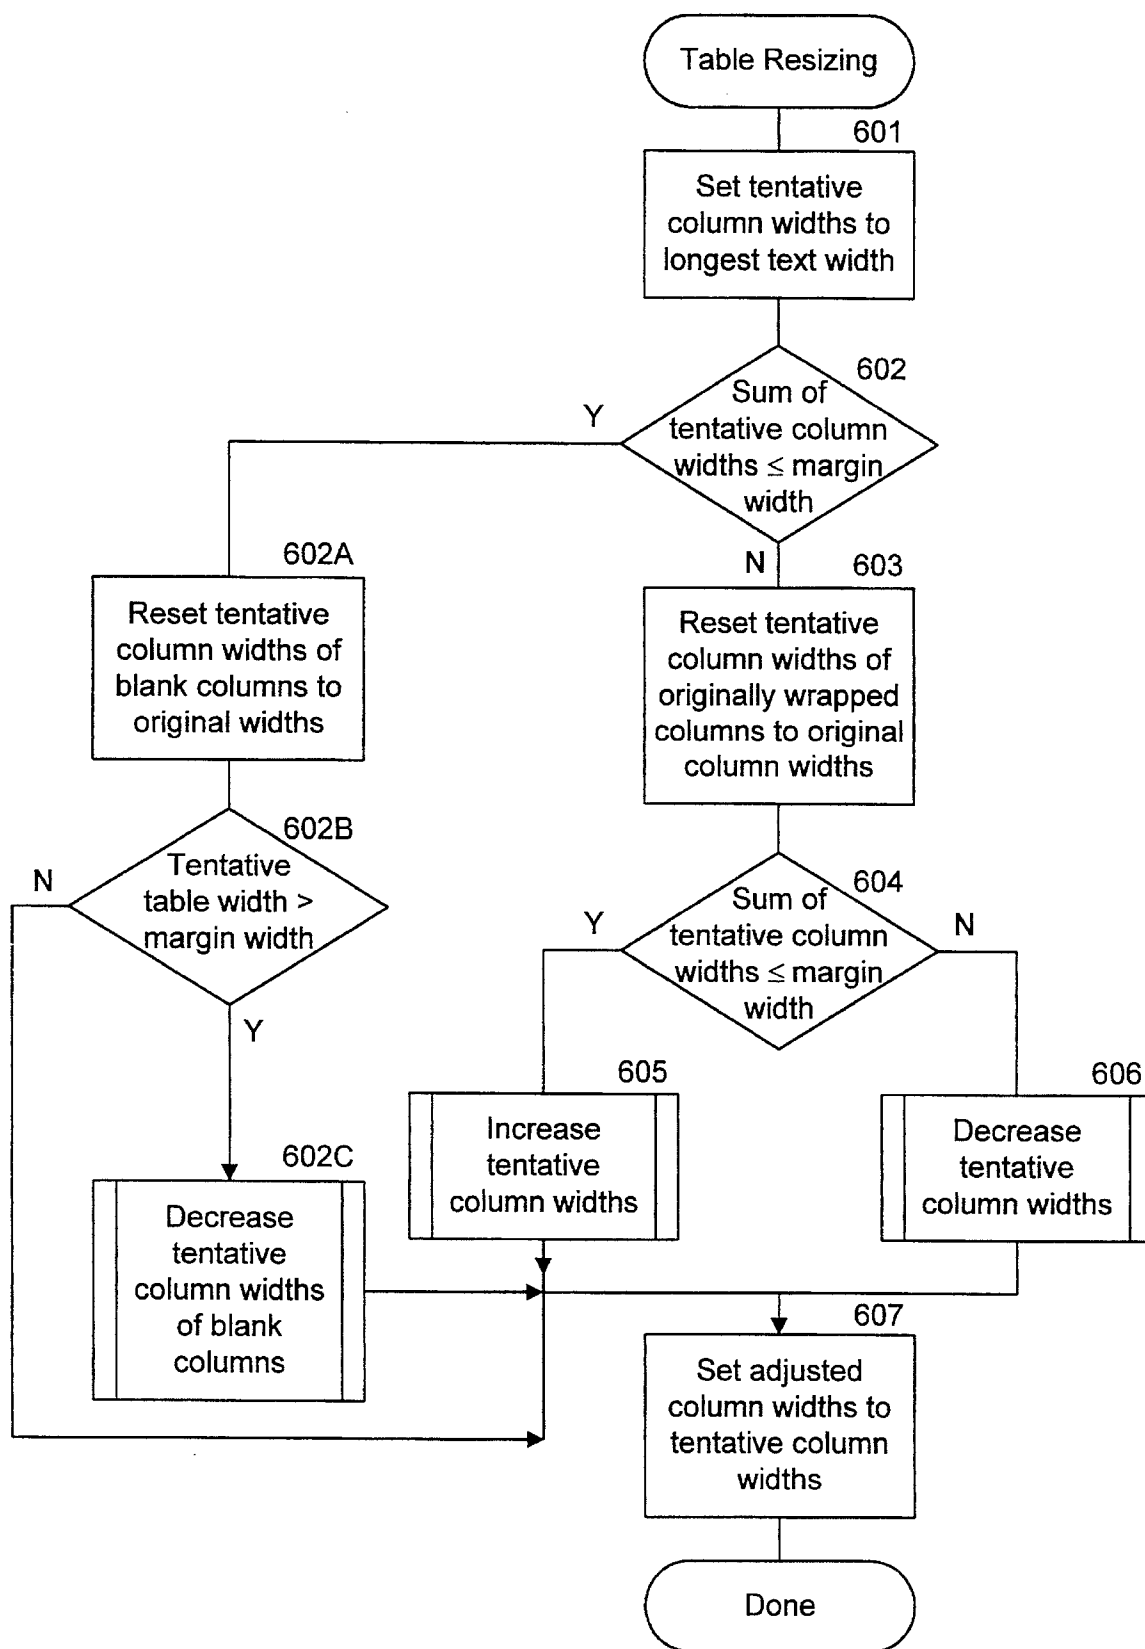 Table Resizing
601
Set tentative
column widths to
longest text width
602
Sum of
tentative column
widths ≤ margin
width
Y
N
602A
Reset tentative
column widths of
blank columns to
original widths
603
Reset tentative
column widths of
originally wrapped
columns to original
column widths
602B
Tentative
table width >
margin width
N
Y
604
Sum of
tentative column
widths ≤ margin
width
Y
N
605
Increase
tentative
column widths
606
Decrease
tentative
column widths
602C
Decrease
tentative
column widths
of blank
columns
607
Set adjusted
column widths to
tentative column
widths
Done